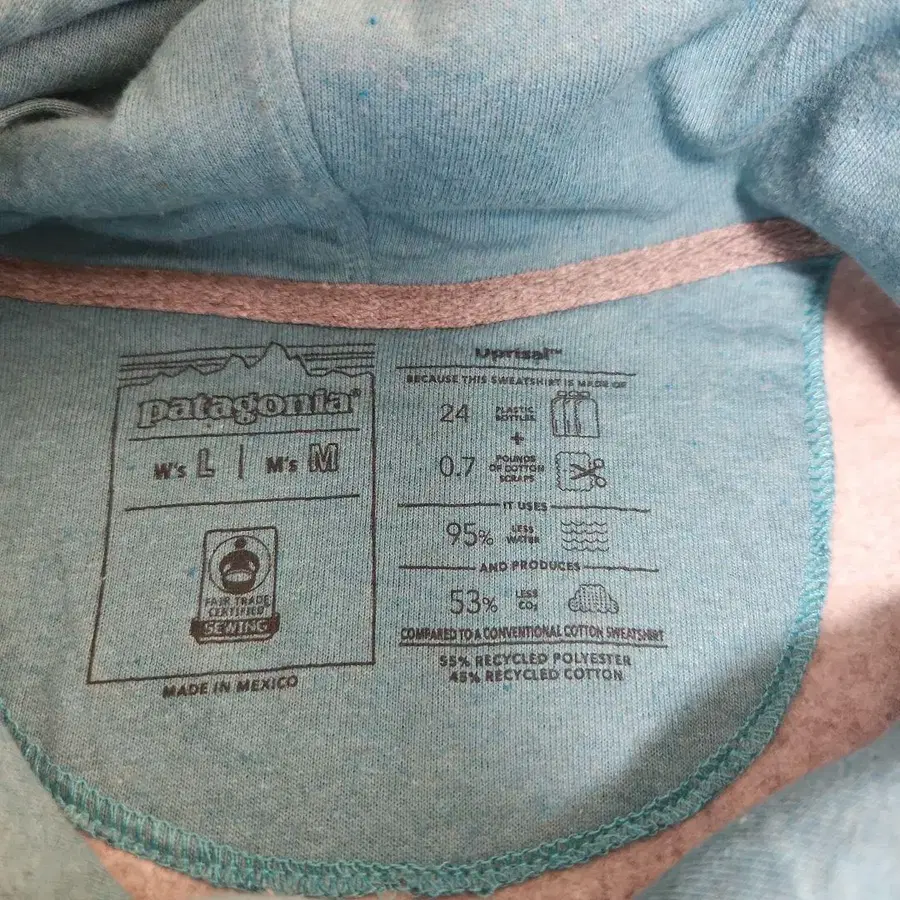 patagonia®
W's L | M's M
FAIR TRADE
CERTIFIED
SEWING
MADE IN MEXICO
Uprisal™
BECAUSE THIS SWEATSHIRT IS MADE OF
24 PLASTIC BOTTLES
+
0.7 POUNDS OF COTTON SCRAPS
IT USES
95% LESS WATER
AND PRODUCES
53% LESS CO₂
COMPARED TO A CONVENTIONAL COTTON SWEATSHIRT
55% RECYCLED POLYESTER
45% RECYCLED COTTON